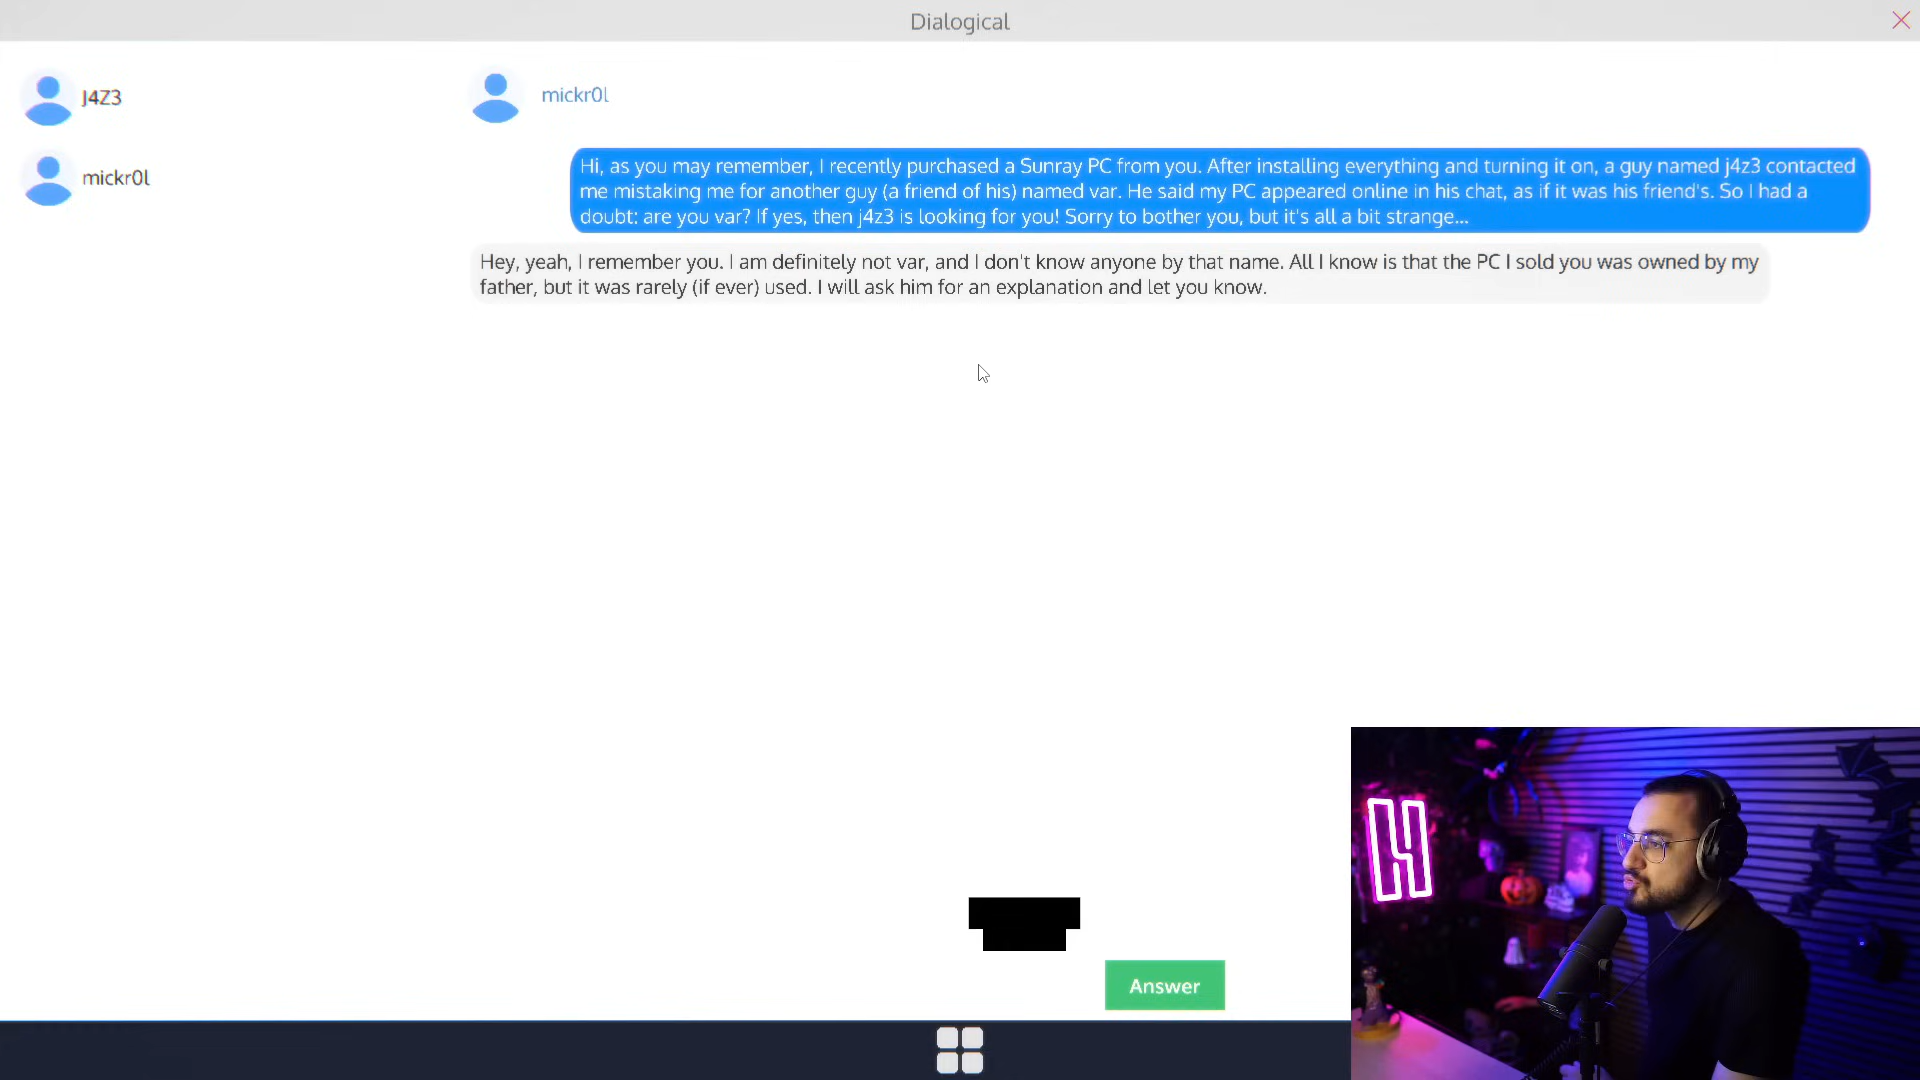 Dialogical
J4Z3
mickr0l
mickr0l
Hi, as you may remember, I recently purchased a Sunray PC from you. After installing everything and turning it on, a guy named j4z3 contacted
me mistaking me for another guy (a friend of his) named var. He said my PC appeared online in his chat, as if it was his friend's. So I had a
doubt: are you var? If yes, then j4z3 is looking for you! Sorry to bother you, but it's all a bit strange...
Hey, yeah, I remember you. I am definitely not var, and I don't know anyone by that name. All I know is that the PC I sold you was owned by my
father, but it was rarely (if ever) used. I will ask him for an explanation and let you know.
Answer